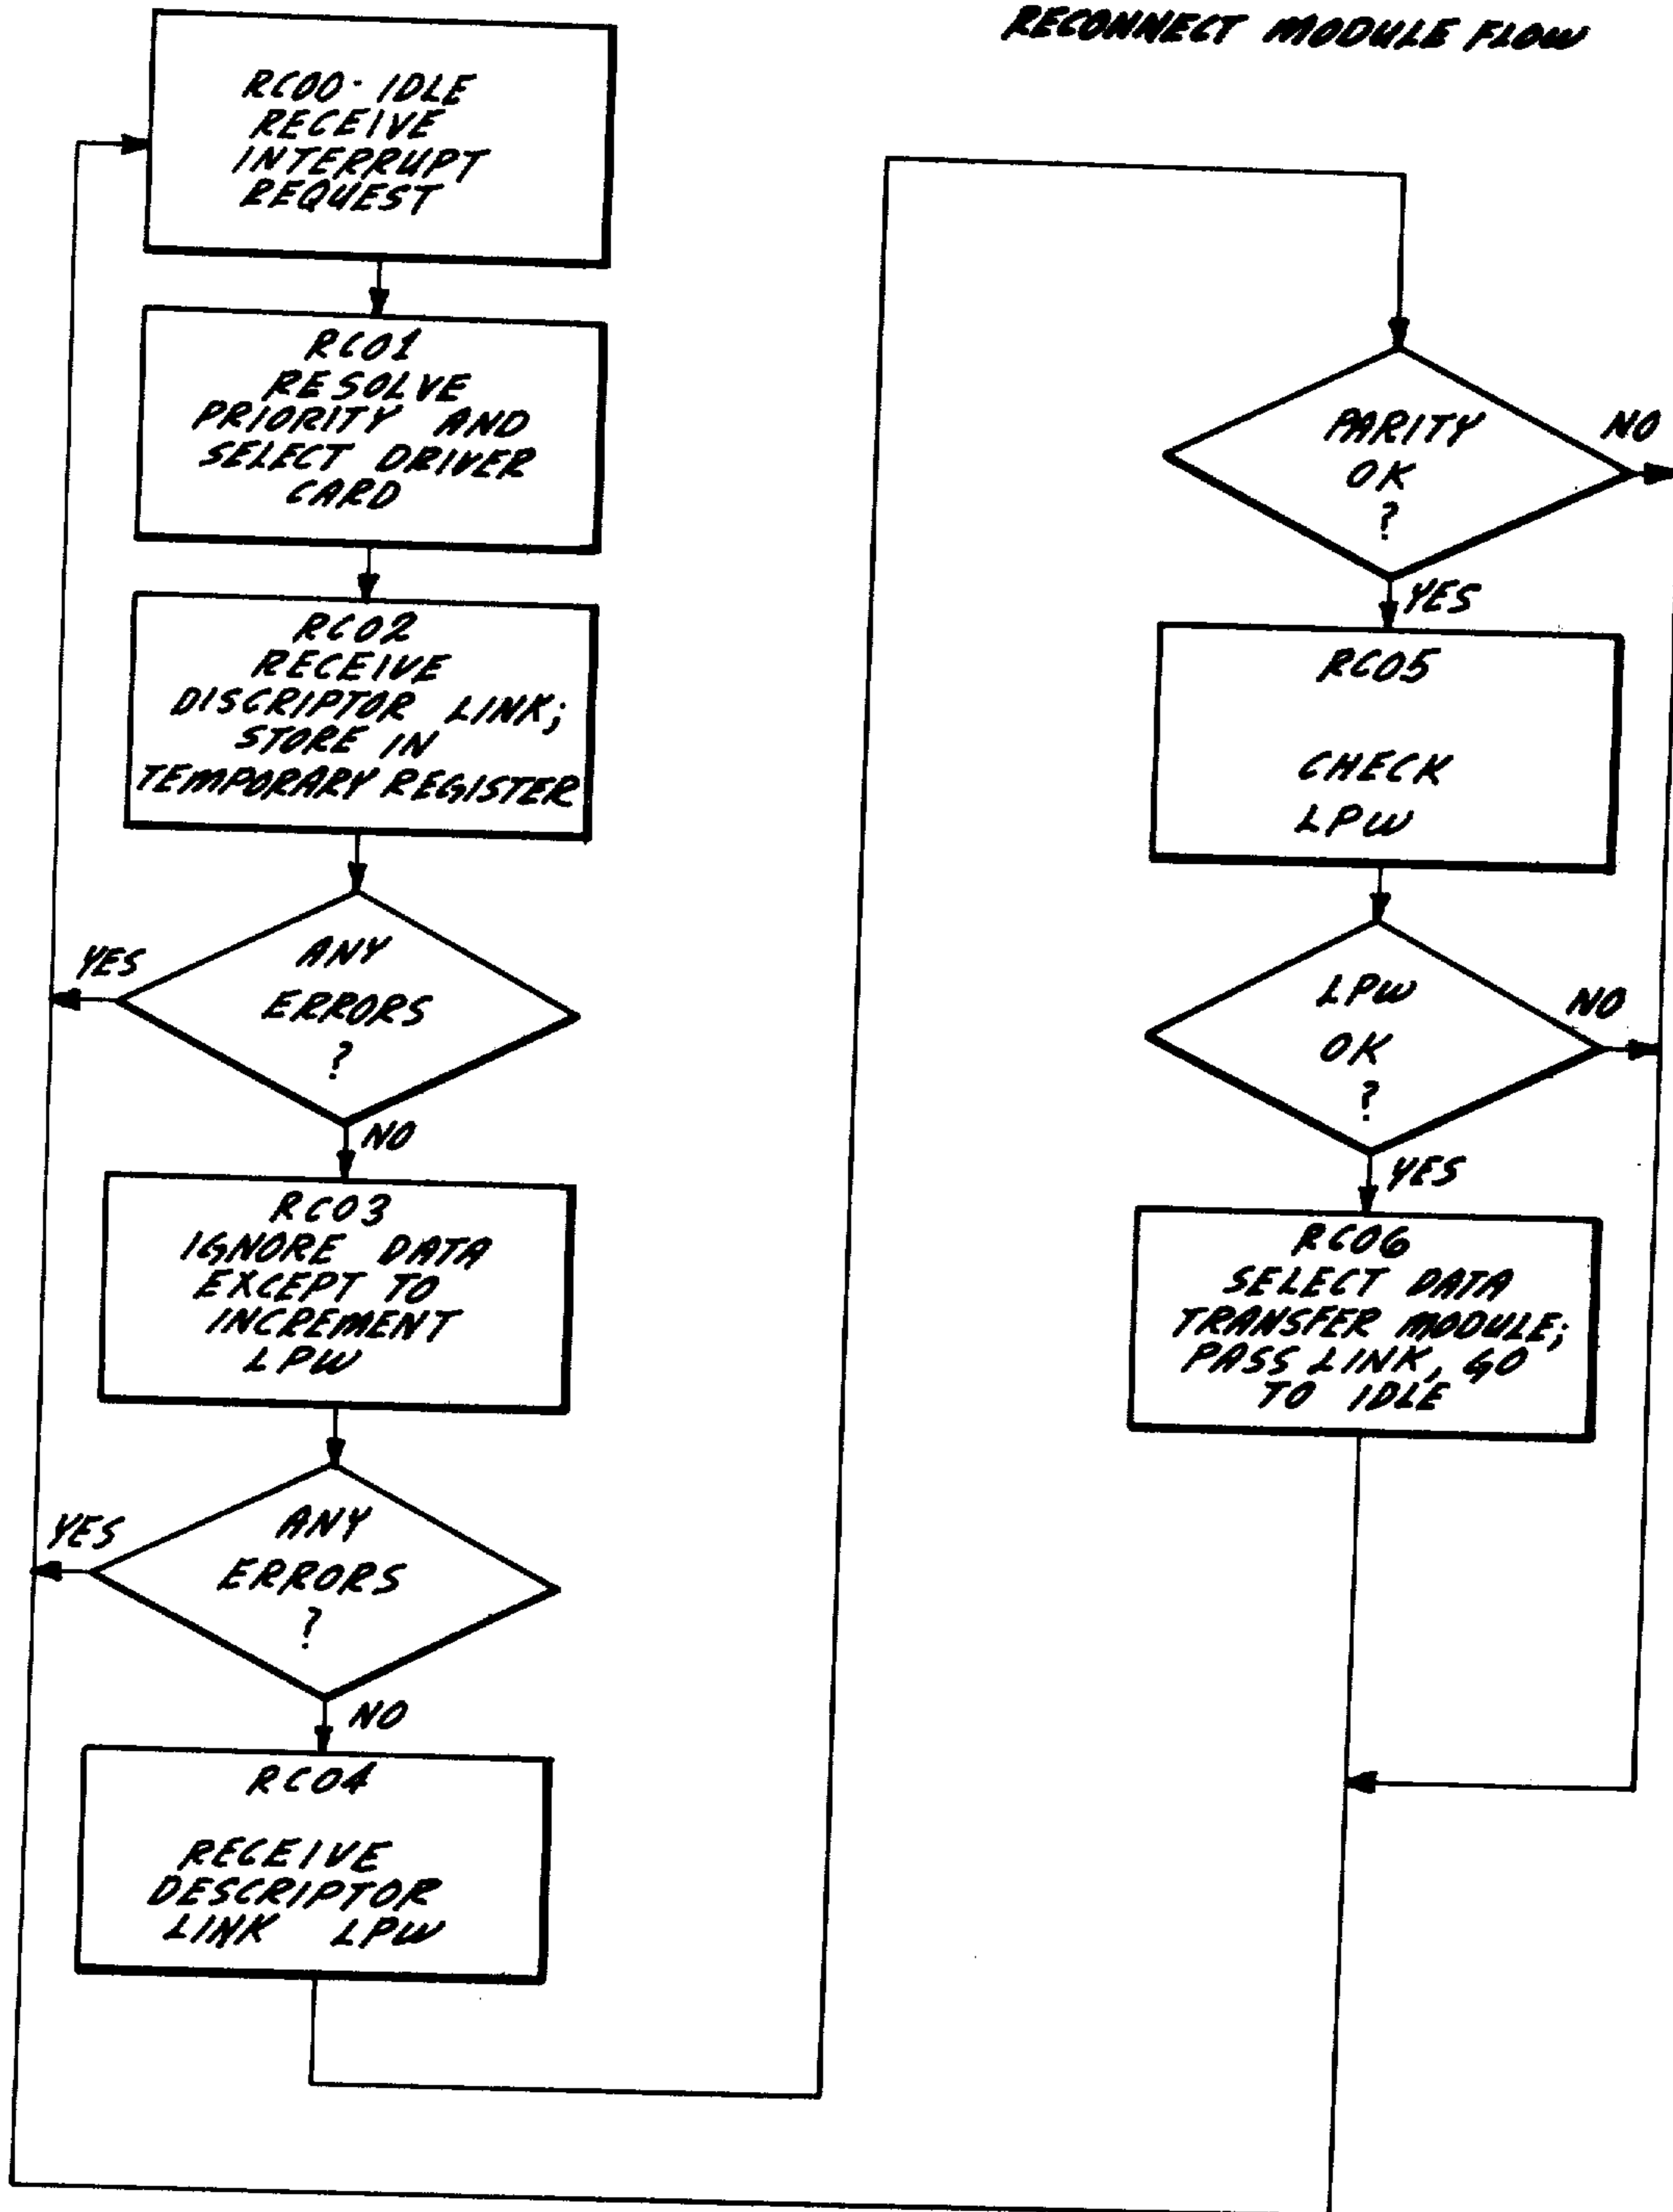 RECONNECT MODULE FLOW
RC00-IDLE
RECEIVE
INTERRUPT
REQUEST
RC01
RESOLVE
PRIORITY AND
SELECT DRIVER
CARD
RC02
RECEIVE
DISCRIPTOR LINK;
STORE IN
TEMPORARY REGISTER
ANY
ERRORS
?
YES
NO
RC03
IGNORE DATA
EXCEPT TO
INCREMENT
LPW
ANY
ERRORS
?
YES
NO
RC04
RECEIVE
DESCRIPTOR
LINK LPW
PARITY
OK
?
NO
YES
RC05
CHECK
LPW
LPW
OK
?
NO
YES
RC06
SELECT DATA
TRANSFER MODULE;
PASS LINK, GO
TO IDLE